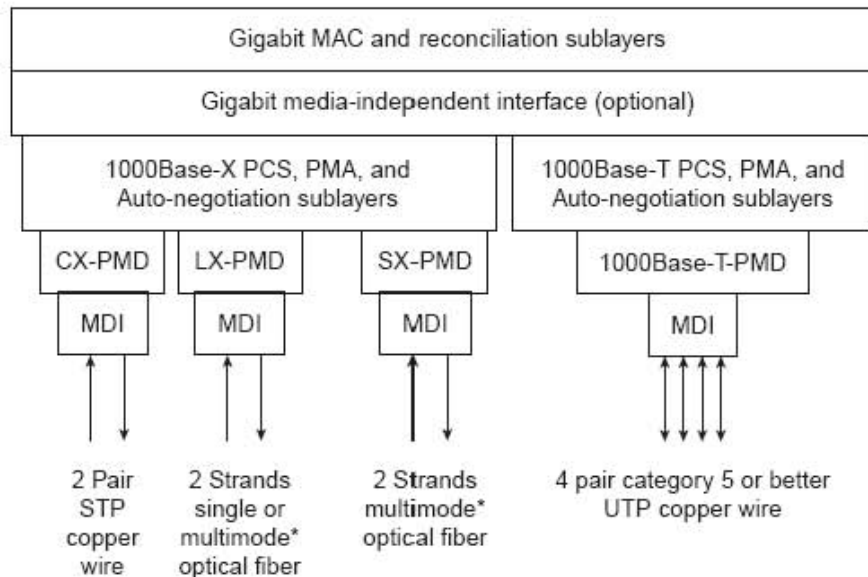 Gigabit MAC and reconciliation sublayers
Gigabit media-independent interface (optional)
1000Base-X PCS, PMA, and
Auto-negotiation sublayers
1000Base-T PCS, PMA, and
Auto-negotiation sublayers
CX-PMD
LX-PMD
SX-PMD
1000Base-T-PMD
MDI
MDI
MDI
MDI
2 Pair
STP
copper
wire
2 Strands
single or
multimode*
optical fiber
2 Strands
multimode*
optical fiber
4 pair category 5 or better
UTP copper wire